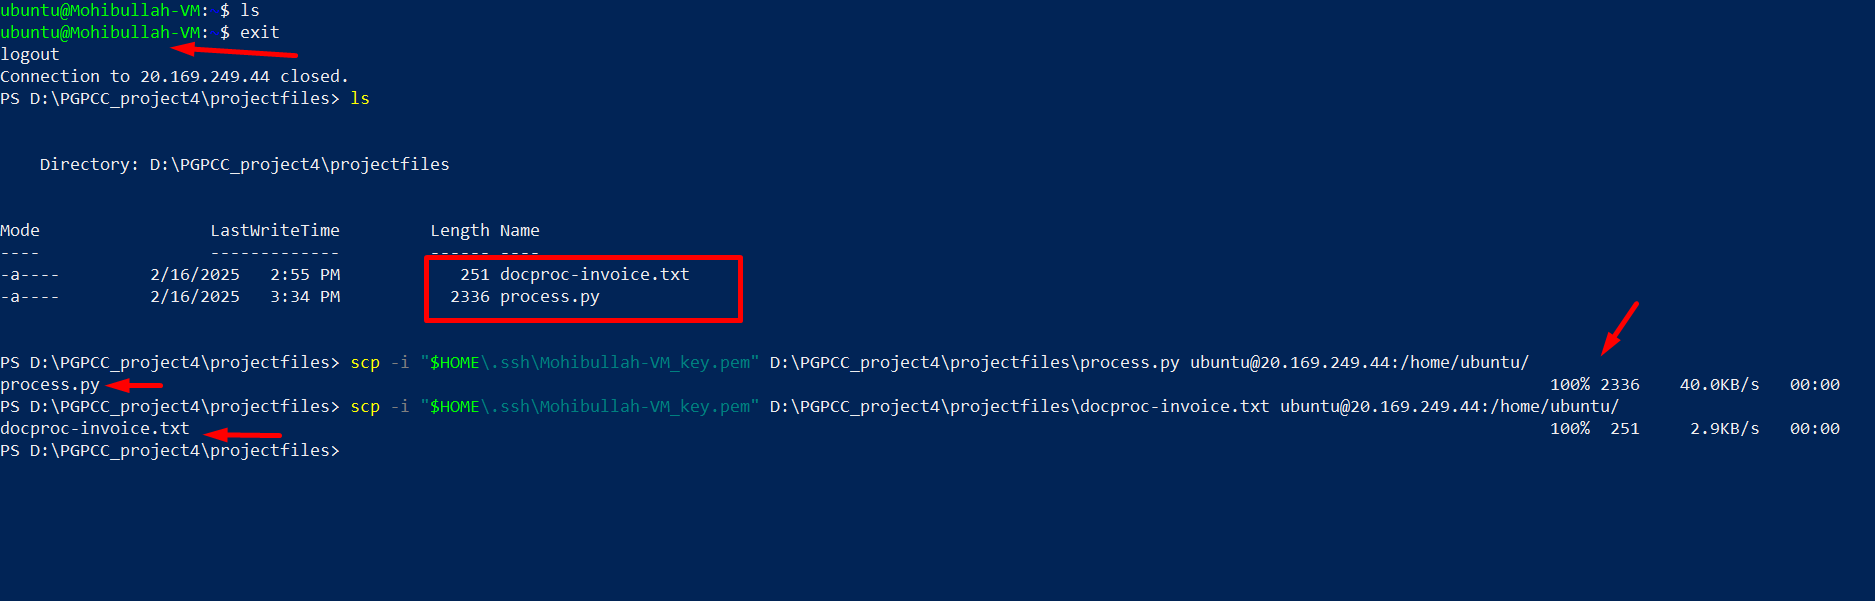 ubuntu@Mohibullah-VM:~$ ls
ubuntu@Mohibullah-VM:~$ exit
logout
Connection to 20.169.249.44 closed.
PS D:\PGPCC_project4\projectfiles> ls
Directory: D:\PGPCC_project4\projectfiles
Mode LastWriteTime Length Name
---- ------------- ------ ----
-a---- 2/16/2025 2:55 PM 251 docproc-invoice.txt
-a---- 2/16/2025 3:34 PM 2336 process.py
PS D:\PGPCC_project4\projectfiles> scp -i "$HOME\.ssh\Mohibullah-VM_key.pem" D:\PGPCC_project4\projectfiles\process.py ubuntu@20.169.249.44:/home/ubuntu/
process.py 100% 2336 40.0KB/s 00:00
PS D:\PGPCC_project4\projectfiles> scp -i "$HOME\.ssh\Mohibullah-VM_key.pem" D:\PGPCC_project4\projectfiles\docproc-invoice.txt ubuntu@20.169.249.44:/home/ubuntu/
docproc-invoice.txt 100% 251 2.9KB/s 00:00
PS D:\PGPCC_project4\projectfiles>